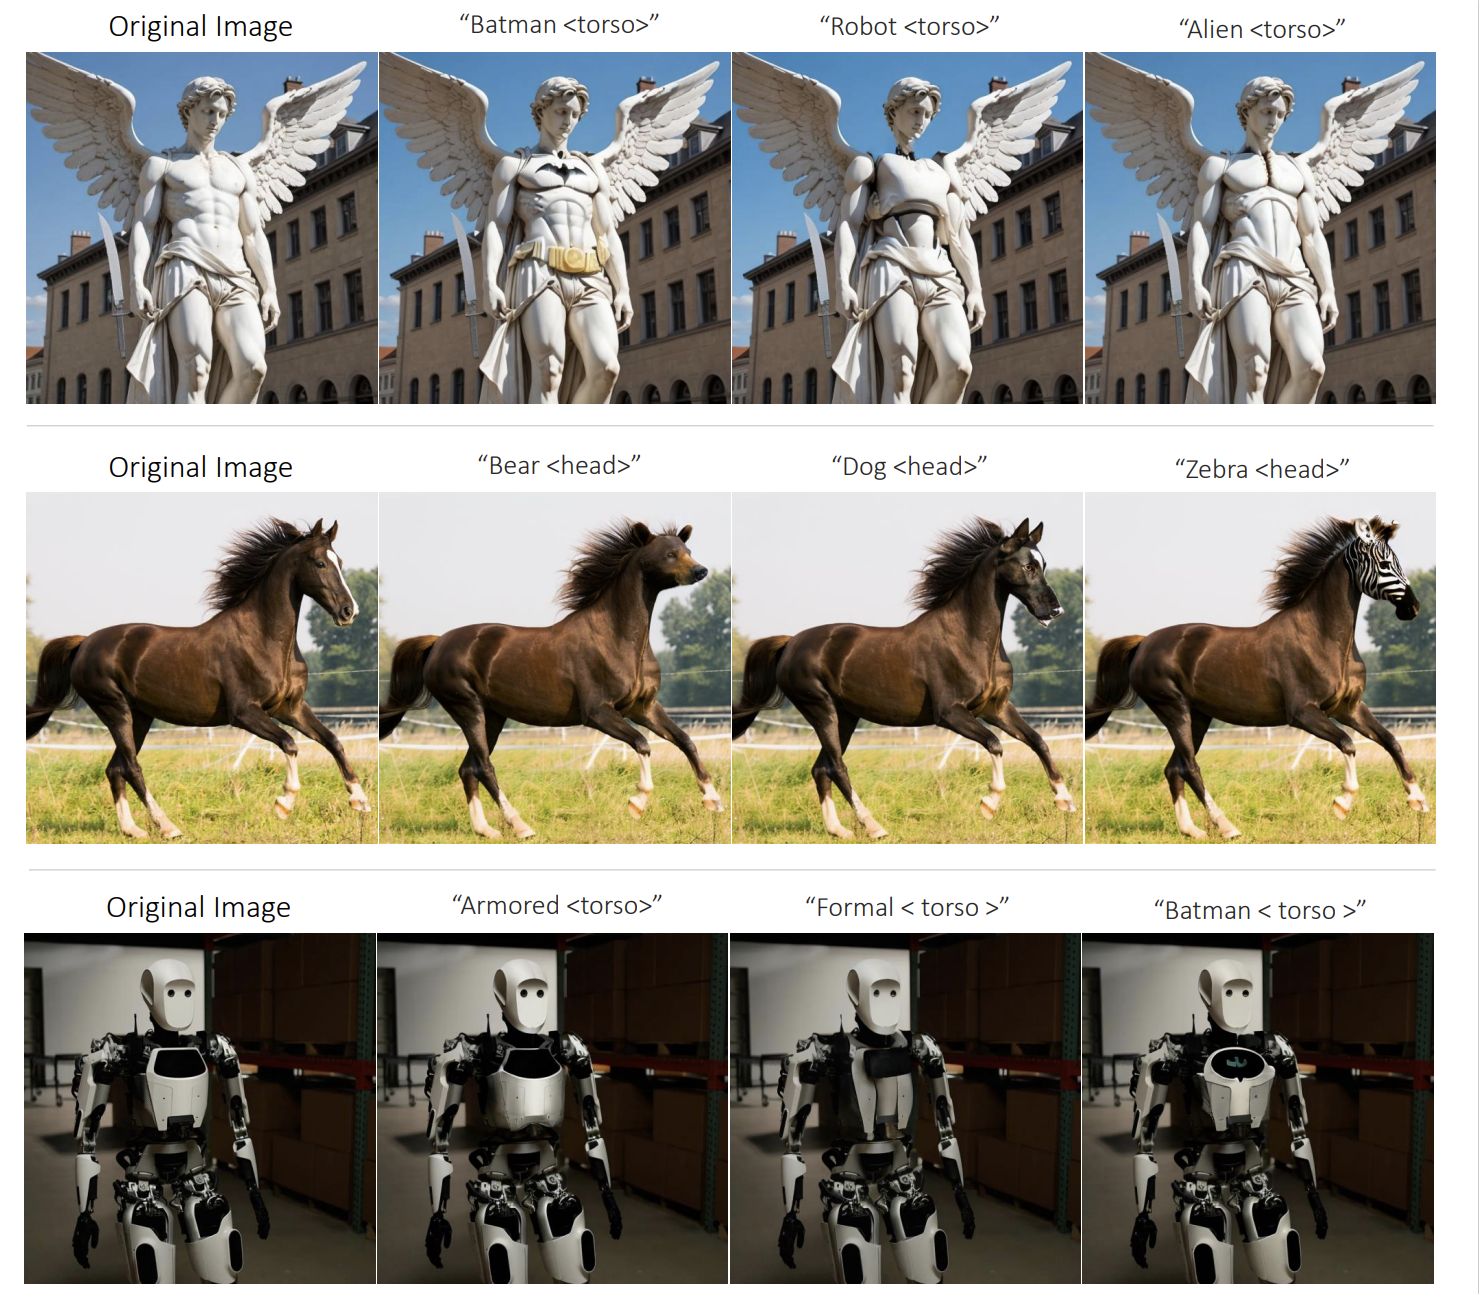 Original Image
“Batman <torso>”
“Robot <torso>”
“Alien <torso>”
Original Image
“Bear <head>”
“Dog <head>”
“Zebra <head>”
Original Image
“Armored <torso>”
“Formal < torso >”
“Batman < torso >”